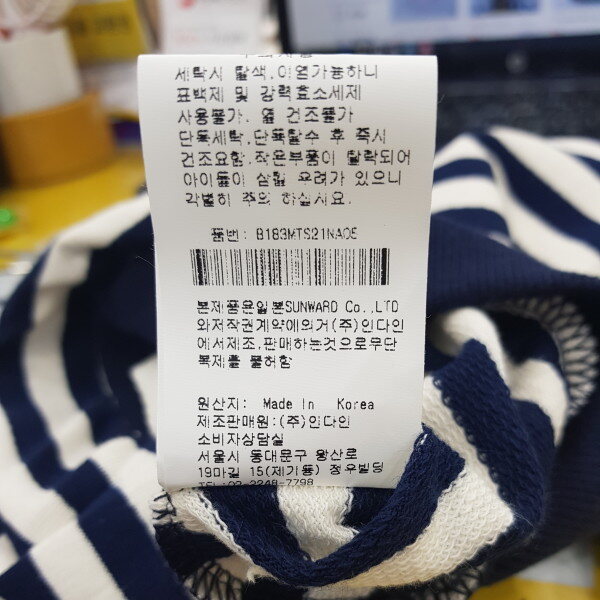 세탁시 탈색,이염가능하니
표백제 및 강력효소세제
사용불가. 열 건조불가
단독세탁,단독탈수 후 즉시
건조요함.작은부품이 탈락되어
아이들이 삼킬 우려가 있으니
각별히 주의 하십시요.
품번: B183MTS21NAOE
본제품은일본SUNWARD Co.,LTD
와저작권계약에의거(주)인다인
에서제조,판매하는것으로무단
복제를 불허함
원산지: Made In Korea
제조판매원:(주)인다인
소비자상담실
서울시 동대문구 왕산로
19마길 15(제기동) 정우빌딩
TEL:02-2248-7798